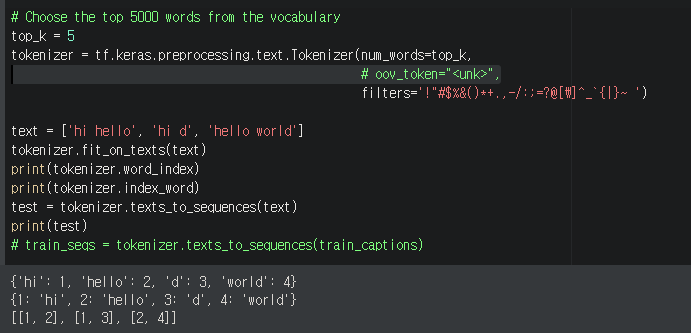 # Choose the top 5000 words from the vocabulary
top_k = 5
tokenizer = tf.keras.preprocessing.text.Tokenizer(num_words=top_k,
# oov_token="<unk>",
filters='!"#$%&()*+.,-/:;=?@[₩]^_`{|}~ ')
text = ['hi hello', 'hi d', 'hello world']
tokenizer.fit_on_texts(text)
print(tokenizer.word_index)
print(tokenizer.index_word)
test = tokenizer.texts_to_sequences(text)
print(test)
# train_seqs = tokenizer.texts_to_sequences(train_captions)
{'hi': 1, 'hello': 2, 'd': 3, 'world': 4}
{1: 'hi', 2: 'hello', 3: 'd', 4: 'world'}
[[1, 2], [1, 3], [2, 4]]